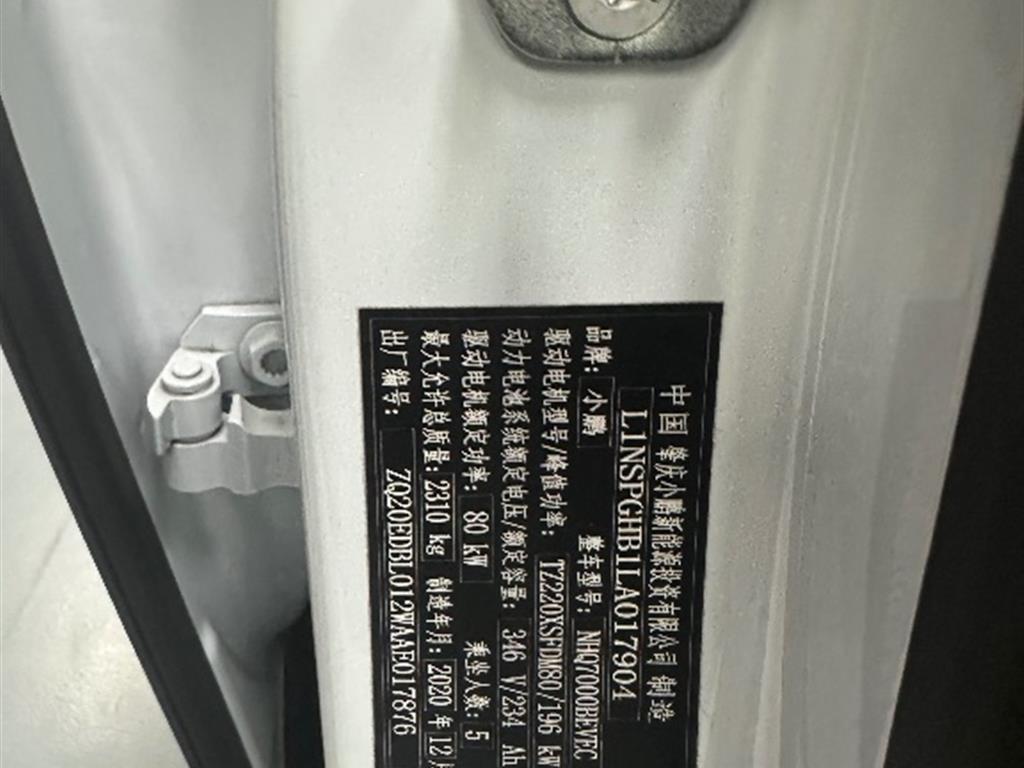 中国 肇庆小鹏新能源投资有限公司 制造
L1NSPGHB1LA017904
品牌: 小鹏 整车型号: NHQ7000BEVEC
驱动电机型号/峰值功率: TZ220XSFDM80/196 kW
动力电池系统额定电压/额定容量: 346 V/234 Ah
驱动电机额定功率: 80 kW 乘坐人数: 5
最大允许总质量: 2310 kg 制造年月: 2020 年 12月
出厂编号: ZQ20EDBL012WAAF017876